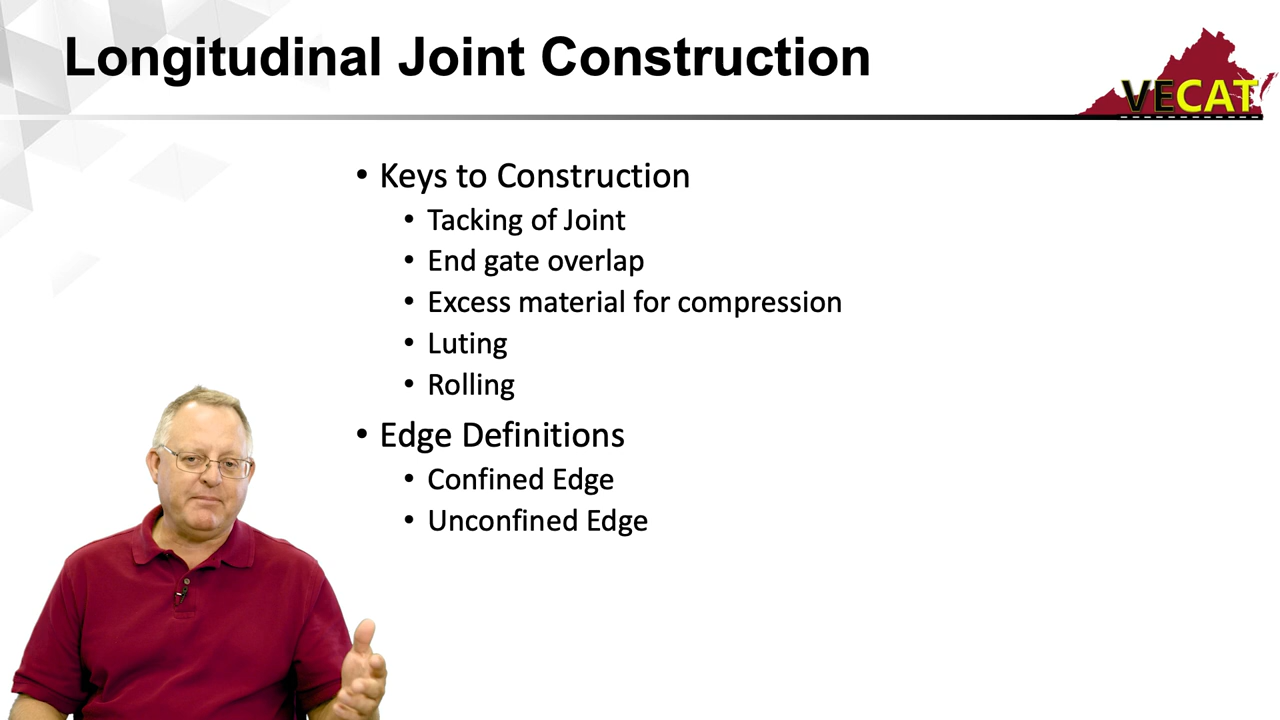 Longitudinal Joint Construction
VECAT
• Keys to Construction
• Tacking of Joint
• End gate overlap
• Excess material for compression
• Luting
• Rolling
• Edge Definitions
• Confined Edge
• Unconfined Edge